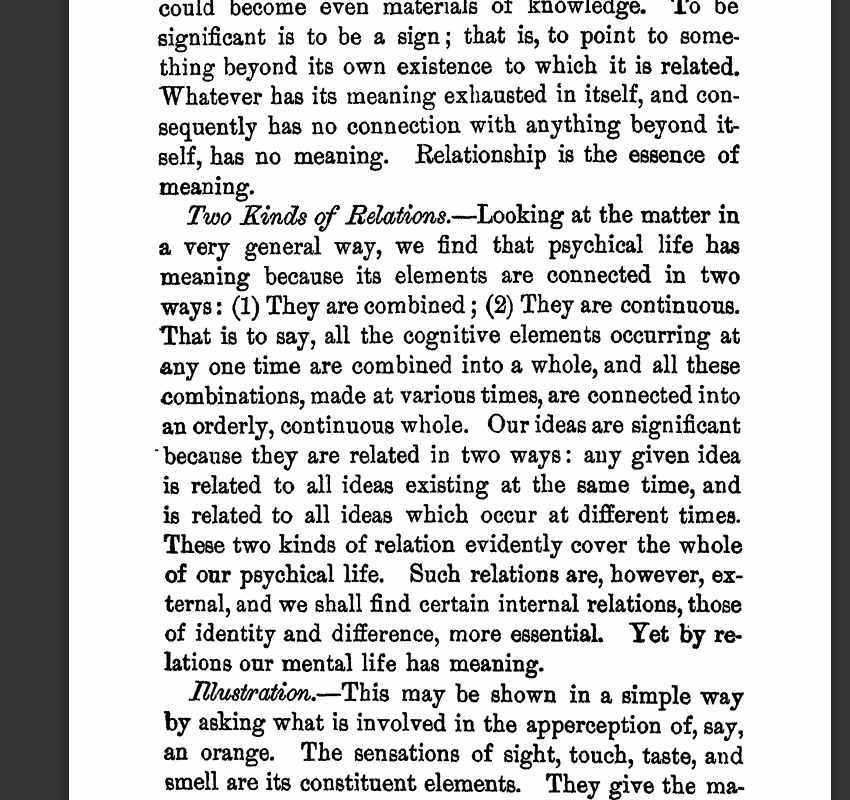 could become even materials of knowledge. To be
significant is to be a sign; that is, to point to some-
thing beyond its own existence to which it is related.
Whatever has its meaning exhausted in itself, and con-
sequently has no connection with anything beyond it-
self, has no meaning. Relationship is the essence of
meaning.
Two Kinds of Relations.—Looking at the matter in
a very general way, we find that psychical life has
meaning because its elements are connected in two
ways: (1) They are combined; (2) They are continuous.
That is to say, all the cognitive elements occurring at
any one time are combined into a whole, and all these
combinations, made at various times, are connected into
an orderly, continuous whole. Our ideas are significant
because they are related in two ways: any given idea
is related to all ideas existing at the same time, and
is related to all ideas which occur at different times.
These two kinds of relation evidently cover the whole
of our psychical life. Such relations are, however, ex-
ternal, and we shall find certain internal relations, those
of identity and difference, more essential. Yet by re-
lations our mental life has meaning.
Illustration.—This may be shown in a simple way
by asking what is involved in the apperception of, say,
an orange. The sensations of sight, touch, taste, and
smell are its constituent elements. They give the ma-